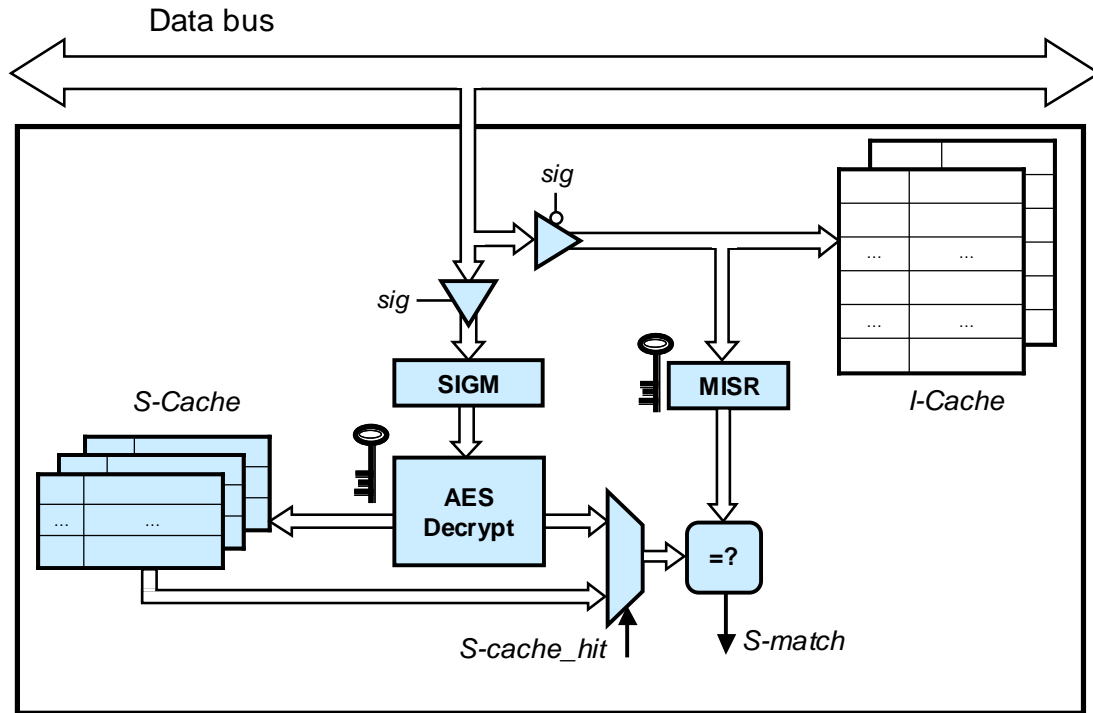 Data bus
sig
sig
... ...
... ...
SIGM
MISR
S-Cache
I-Cache
AES
Decrypt
... ...
=?
S-cache_hit
S-match